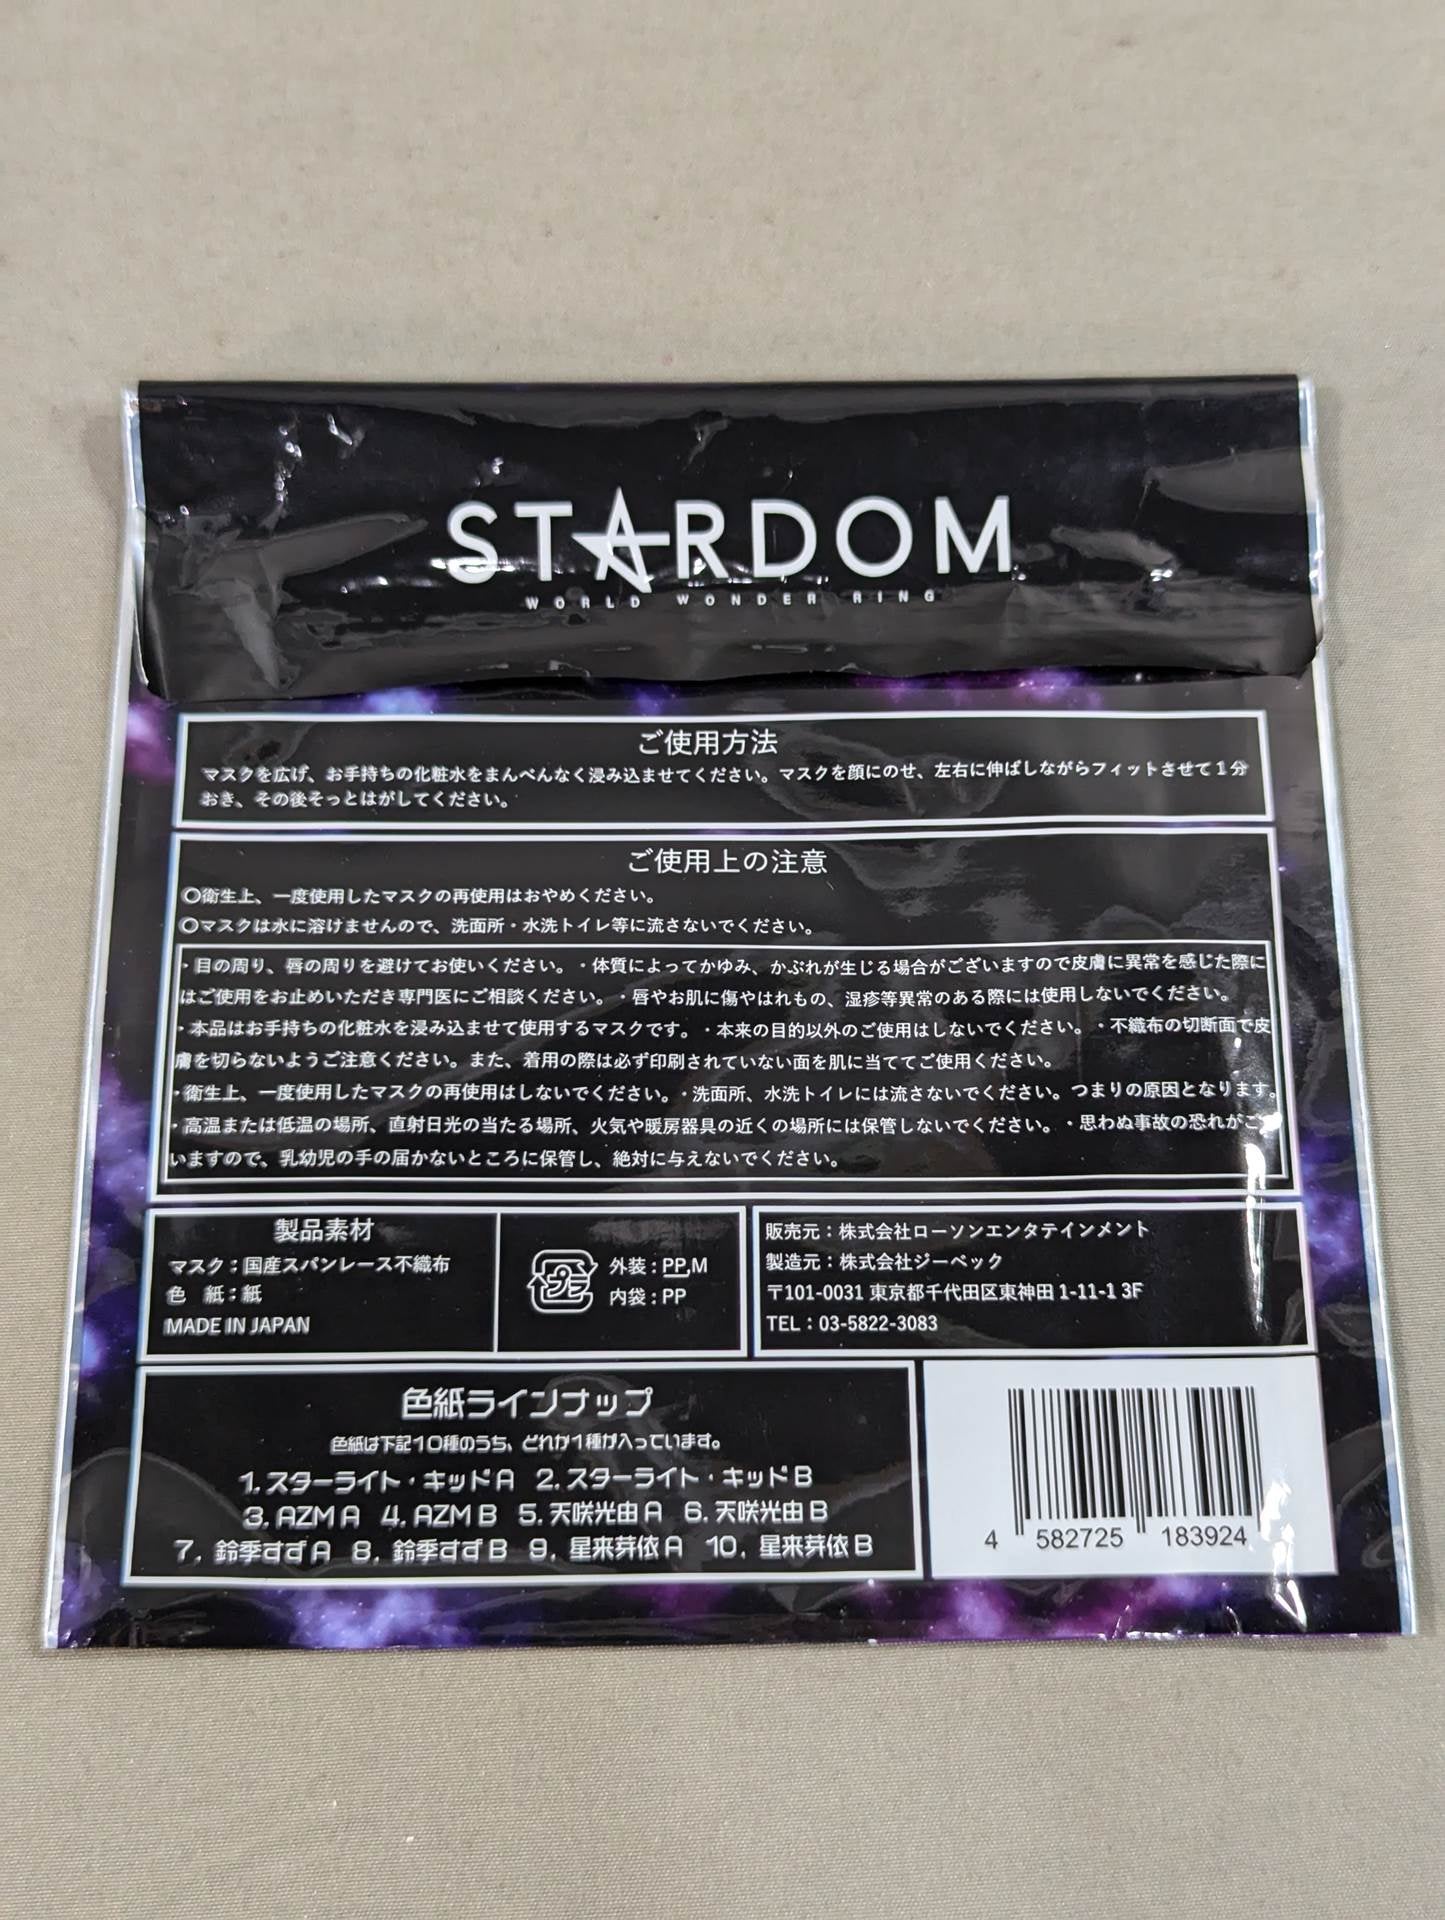 STARDOM
WORLD WONDER RING
ご使用方法
マスクを広げ、お手持ちの化粧水をまんべんなく浸み込ませてください。マスクを顔にのせ、左右に伸ばしながらフィットさせて1分
おき、その後そっとはがしてください。
ご使用上の注意
〇衛生上、一度使用したマスクの再使用はおやめください。
〇マスクは水に溶けませんので、洗面所・水洗トイレ等に流さないでください。
・目の周り、唇の周りを避けてお使いください。・体質によってかゆみ、かぶれが生じる場合がございますので皮膚に異常を感じた際に
はご使用をお止めいただき専門医にご相談ください。・唇やお肌に傷やはれもの、湿疹等異常のある際には使用しないでください。
・本品はお手持ちの化粧水を浸み込ませて使用するマスクです。・本来の目的以外のご使用はしないでください。・不織布の切断面で皮
膚を切らないようご注意ください。また、着用の際は必ず印刷されていない面を肌に当ててご使用ください。
・衛生上、一度使用したマスクの再使用はしないでください。・洗面所、水洗トイレには流さないでください。つまりの原因となります。
・高温または低温の場所、直射日光の当たる場所、火気や暖房器具の近くの場所には保管しないでください。・思わぬ事故の恐れがござ
いますので、乳幼児の手の届かないところに保管し、絶対に与えないでください。
製品素材
マスク：国産スパンレース不織布
色 紙：紙
MADE IN JAPAN
プラ
外装：PP,M
内袋：PP
販売元：株式会社ローソンエンタテインメント
製造元：株式会社ジーベック
〒101-0031 東京都千代田区東神田 1-11-1 3F
TEL：03-5822-3083
色紙ラインナップ
色紙は下記10種のうち、どれか1種が入っています。
1. スターライト・キッド A 2. スターライト・キッド B
3. AZM A 4. AZM B 5. 天咲光由 A 6. 天咲光由 B
7. 鈴季すず A 8. 鈴季すず B 9. 星来芽依 A 10. 星来芽依 B
4 582725 183924